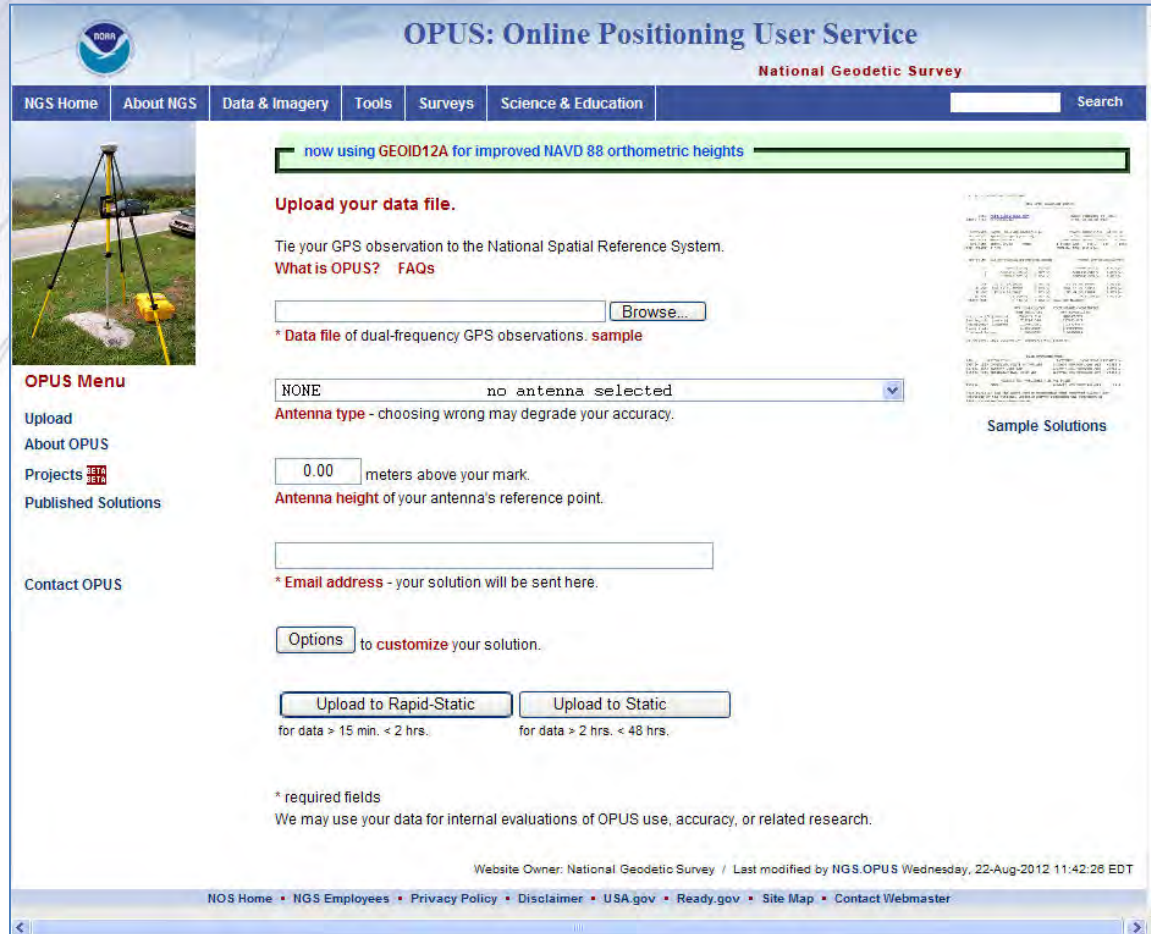 NOAA
OPUS: Online Positioning User Service
National Geodetic Survey
NGS Home About NGS Data & Imagery Tools Surveys Science & Education Search
now using GEOID12A for improved NAVD 88 orthometric heights
Upload your data file.
Tie your GPS observation to the National Spatial Reference System.
What is OPUS? FAQs
Browse...
* Data file of dual-frequency GPS observations. sample
NONE no antenna selected
Antenna type - choosing wrong may degrade your accuracy.
0.00 meters above your mark.
Antenna height of your antenna's reference point.
* Email address - your solution will be sent here.
Options to customize your solution.
Upload to Rapid-Static Upload to Static
for data > 15 min. < 2 hrs. for data > 2 hrs. < 48 hrs.
* required fields
We may use your data for internal evaluations of OPUS use, accuracy, or related research.
OPUS Menu
Upload
About OPUS
Projects BETA BETA
Published Solutions
Contact OPUS
Sample Solutions
Website Owner: National Geodetic Survey / Last modified by NGS.OPUS Wednesday, 22-Aug-2012 11:42:26 EDT
NOS Home • NGS Employees • Privacy Policy • Disclaimer • USA.gov • Ready.gov • Site Map • Contact Webmaster